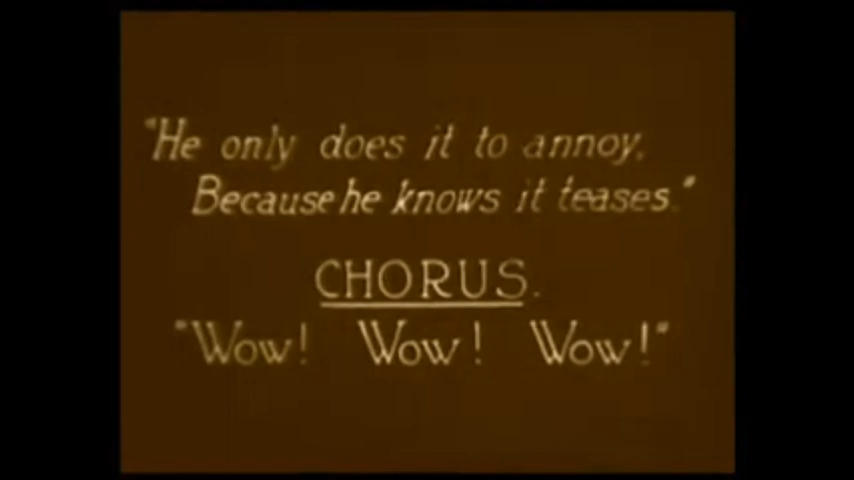 "He only does it to annoy,
Because he knows it teases."
CHORUS.
"Wow! Wow! Wow!"